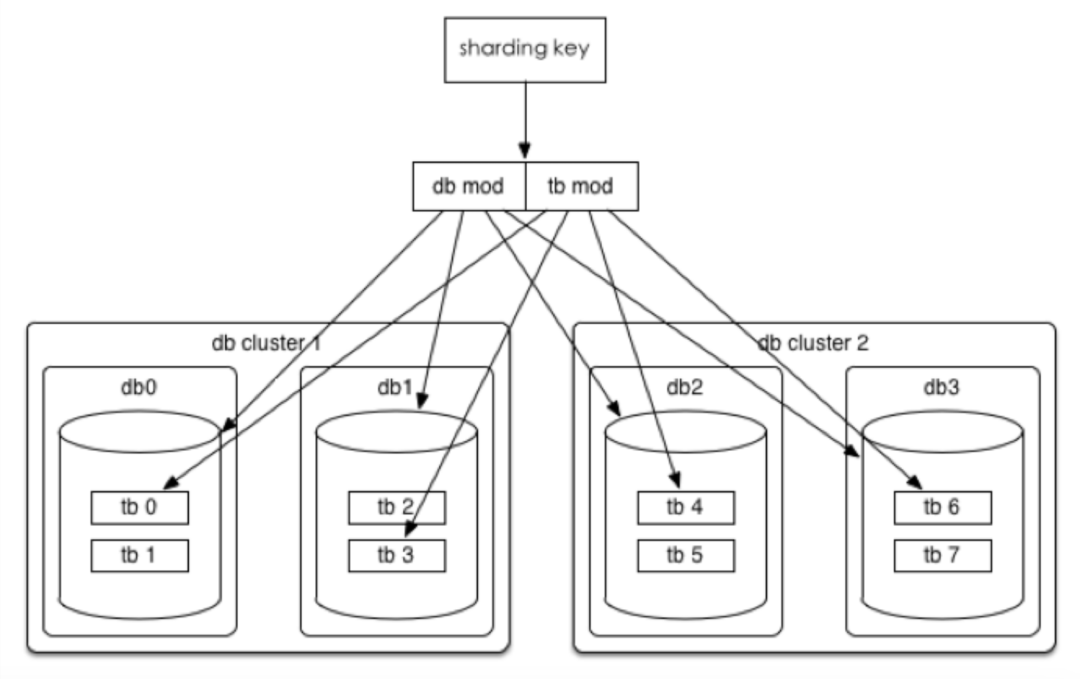 sharding key
db mod
tb mod
db cluster 1
db cluster 2
db0
db1
db2
db3
tb 0
tb 2
tb 4
tb 6
tb 1
tb 3
tb 5
tb 7